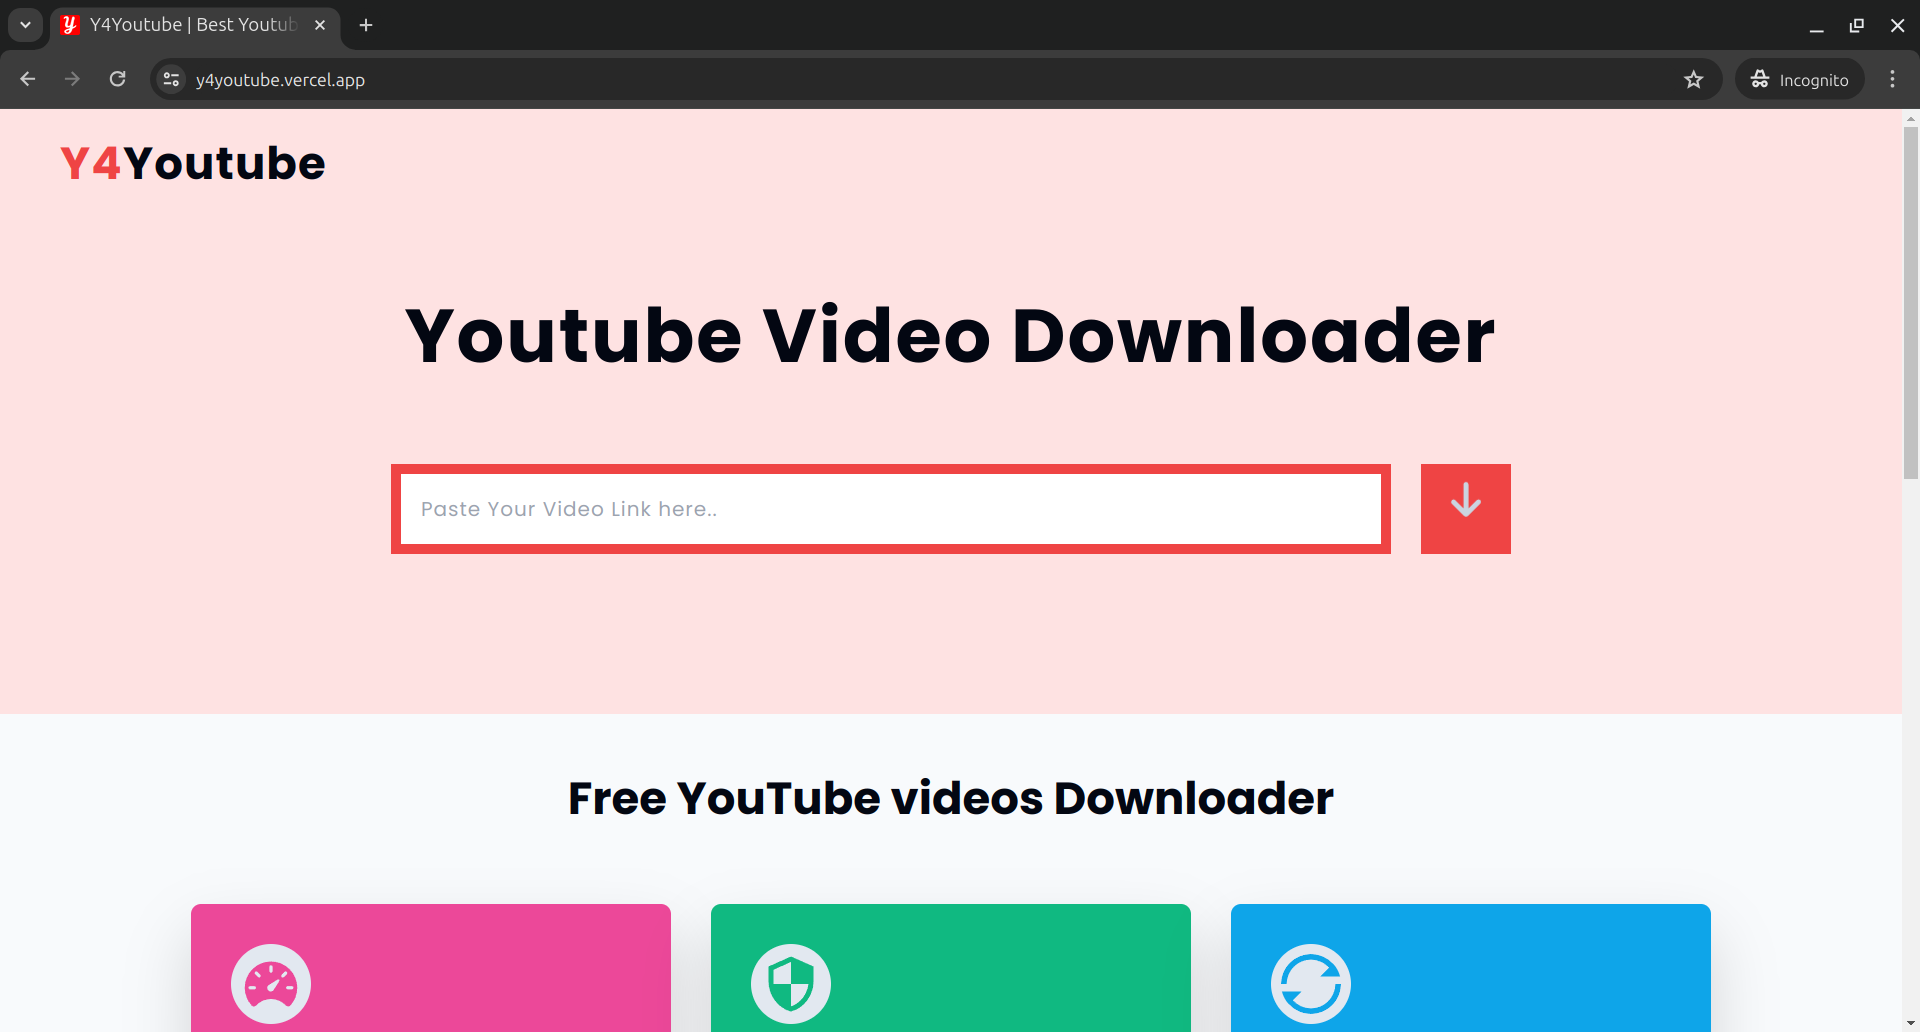 Y4Youtube | Best Youtub
y4youtube.vercel.app
Incognito
Y4Youtube
Youtube Video Downloader
Paste Your Video Link here..
Free YouTube videos Downloader